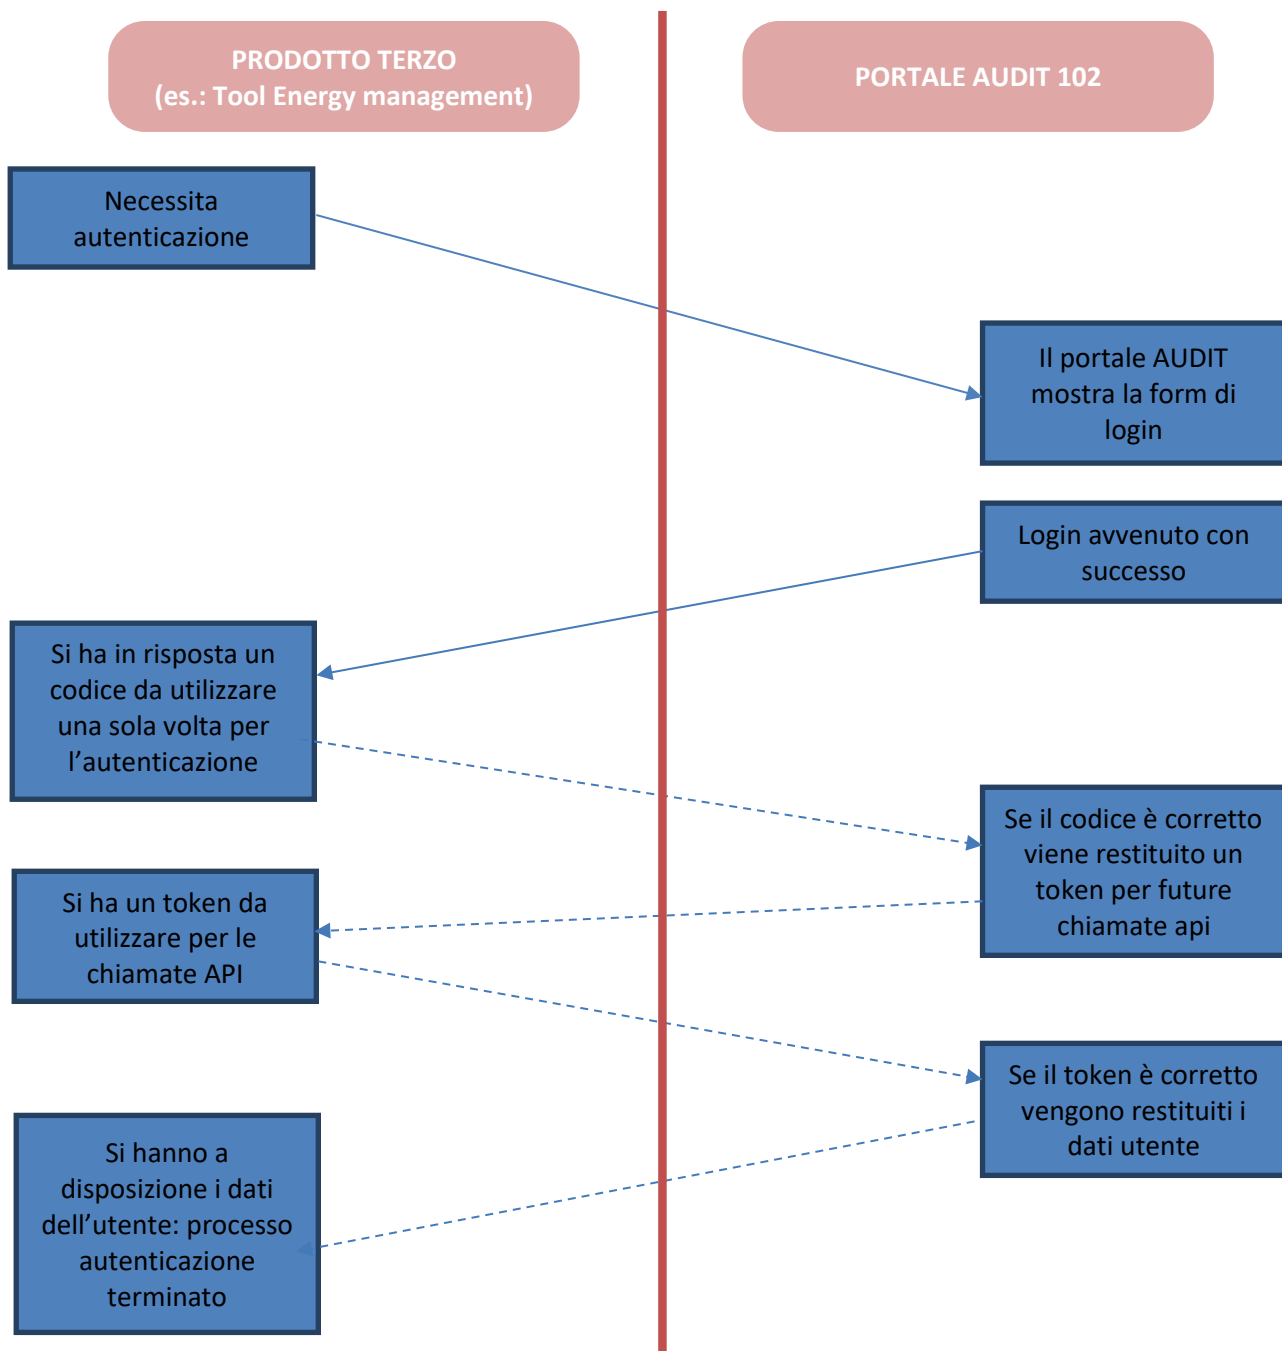 PRODOTTO TERZO
(es.: Tool Energy management)
PORTALE AUDIT 102
Necessita
autenticazione
Il portale AUDIT
mostra la form di
login
Login avvenuto con
successo
Si ha in risposta un
codice da utilizzare
una sola volta per
l’autenticazione
Se il codice è corretto
viene restituito un
token per future
chiamate api
Si ha un token da
utilizzare per le
chiamate API
Se il token è corretto
vengono restituiti i
dati utente
Si hanno a
disposizione i dati
dell’utente: processo
autenticazione
terminato